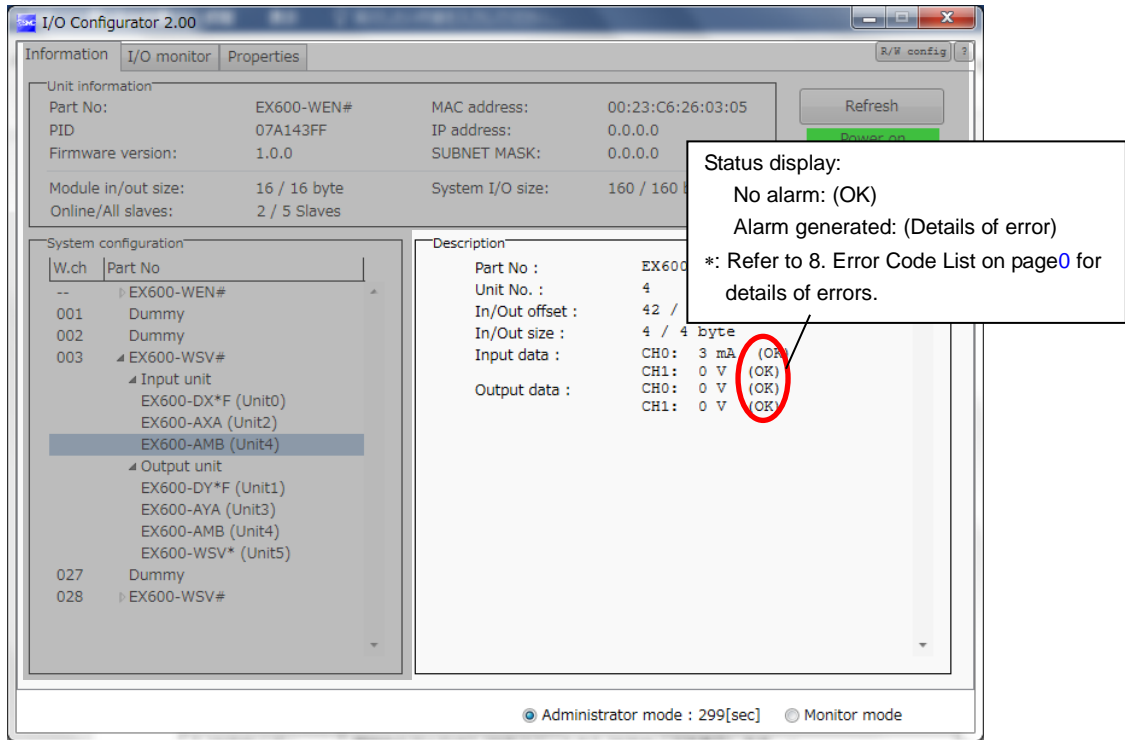 I/O Configurator 2.00
Information I/O monitor Properties R/W config ?
Unit information
Part No: EX600-WEN# MAC address: 00:23:C6:26:03:05 Refresh
PID 07A143FF IP address: 0.0.0.0 Power on
Firmware version: 1.0.0 SUBNET MASK: 0.0.0.0
Module in/out size: 16 / 16 byte System I/O size: 160 / 160
Online/All slaves: 2 / 5 Slaves
Status display:
No alarm: (OK)
Alarm generated: (Details of error)
*: Refer to 8. Error Code List on page0 for
details of errors.
System configuration
W.ch Part No
-- EX600-WEN#
001 Dummy
002 Dummy
003 EX600-WSV#
Input unit
EX600-DX*F (Unit0)
EX600-AXA (Unit2)
EX600-AMB (Unit4)
Output unit
EX600-DY*F (Unit1)
EX600-AYA (Unit3)
EX600-AMB (Unit4)
EX600-WSV* (Unit5)
027 Dummy
028 EX600-WSV#
Description
Part No : EX600
Unit No. : 4
In/Out offset : 42 /
In/Out size : 4 / 4 byte
Input data : CH0: 3 mA (OK)
CH1: 0 V (OK)
Output data : CH0: 0 V (OK)
CH1: 0 V (OK)
Administrator mode : 299[sec] Monitor mode